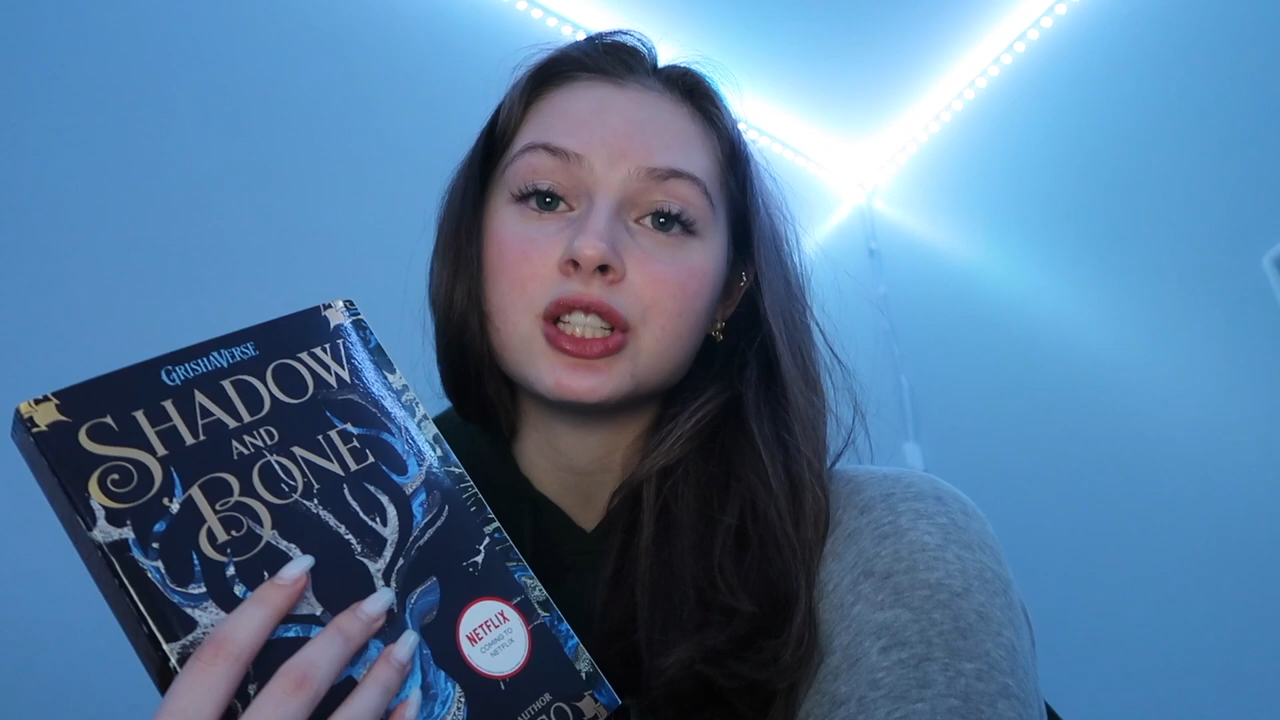 GRISHAVERSE
SHADOW
AND
BONE
NETFLIX
COMING TO
NETFLIX
AUTHOR